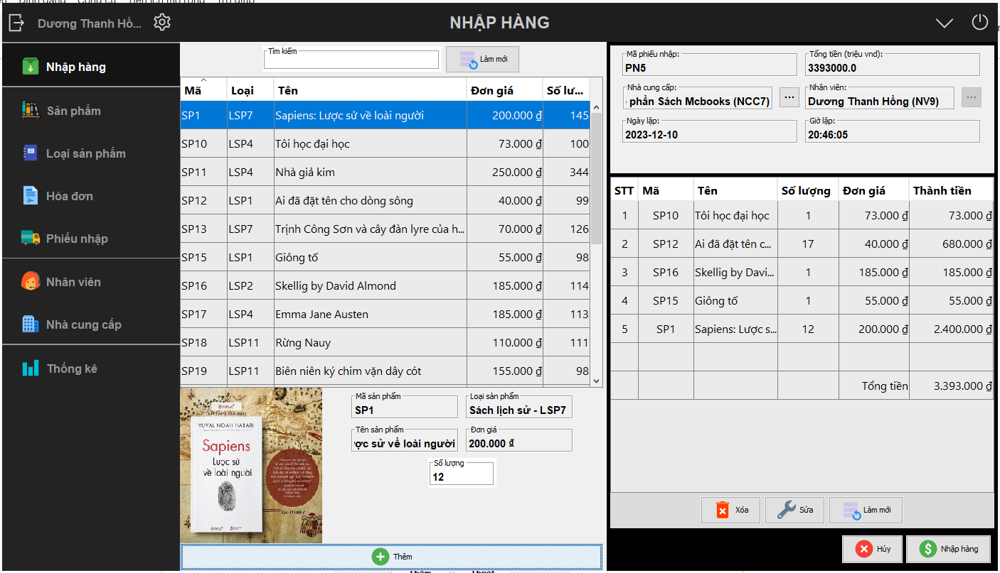 Dương Thanh Hồ...
NHẬP HÀNG
Nhập hàng
Sản phẩm
Loại sản phẩm
Hóa đơn
Phiếu nhập
Nhân viên
Nhà cung cấp
Thống kê
Tìm kiếm
Làm mới
Mã Loại Tên Đơn giá Số lư...
SP1 LSP7 Sapiens: Lược sử về loài người 200.000 ₫ 145
SP10 LSP4 Tôi học đại học 73.000 ₫ 100
SP11 LSP4 Nhà giả kim 250.000 ₫ 344
SP12 LSP1 Ai đã đặt tên cho dòng sông 40.000 ₫ 99
SP13 LSP7 Trịnh Công Sơn và cây đàn lyre của h... 70.000 ₫ 126
SP15 LSP1 Giông tố 55.000 ₫ 98
SP16 LSP2 Skellig by David Almond 185.000 ₫ 114
SP17 LSP4 Emma Jane Austen 185.000 ₫ 113
SP18 LSP11 Rừng Nauy 110.000 ₫ 111
SP19 LSP11 Biên niên ký chim vặn dây cót 155.000 ₫ 98
YUVAL NOAH HARARI
Sapiens
Lược sử
về loài người
Mã sản phẩm
SP1
Loại sản phẩm
Sách lịch sử - LSP7
Tên sản phẩm
ợc sử về loài người
Đơn giá
200.000 ₫
Số lượng
12
Thêm
Mã phiếu nhập:
PN5
Tổng tiền (triệu vnd):
3393000.0
Nhà cung cấp:
phần Sách Mcbooks (NCC7)
...
Nhân viên:
Dương Thanh Hồng (NV9)
...
Ngày lập:
2023-12-10
Giờ lập:
20:46:05
STT Mã Tên Số lượng Đơn giá Thành tiền
1 SP10 Tôi học đại học 1 73.000 ₫ 73.000 ₫
2 SP12 Ai đã đặt tên c... 17 40.000 ₫ 680.000 ₫
3 SP16 Skellig by Davi... 1 185.000 ₫ 185.000 ₫
4 SP15 Giông tố 1 55.000 ₫ 55.000 ₫
5 SP1 Sapiens: Lược s... 12 200.000 ₫ 2.400.000 ₫
Tổng tiền 3.393.000 ₫
Xóa
Sửa
Làm mới
Hủy
Nhập hàng